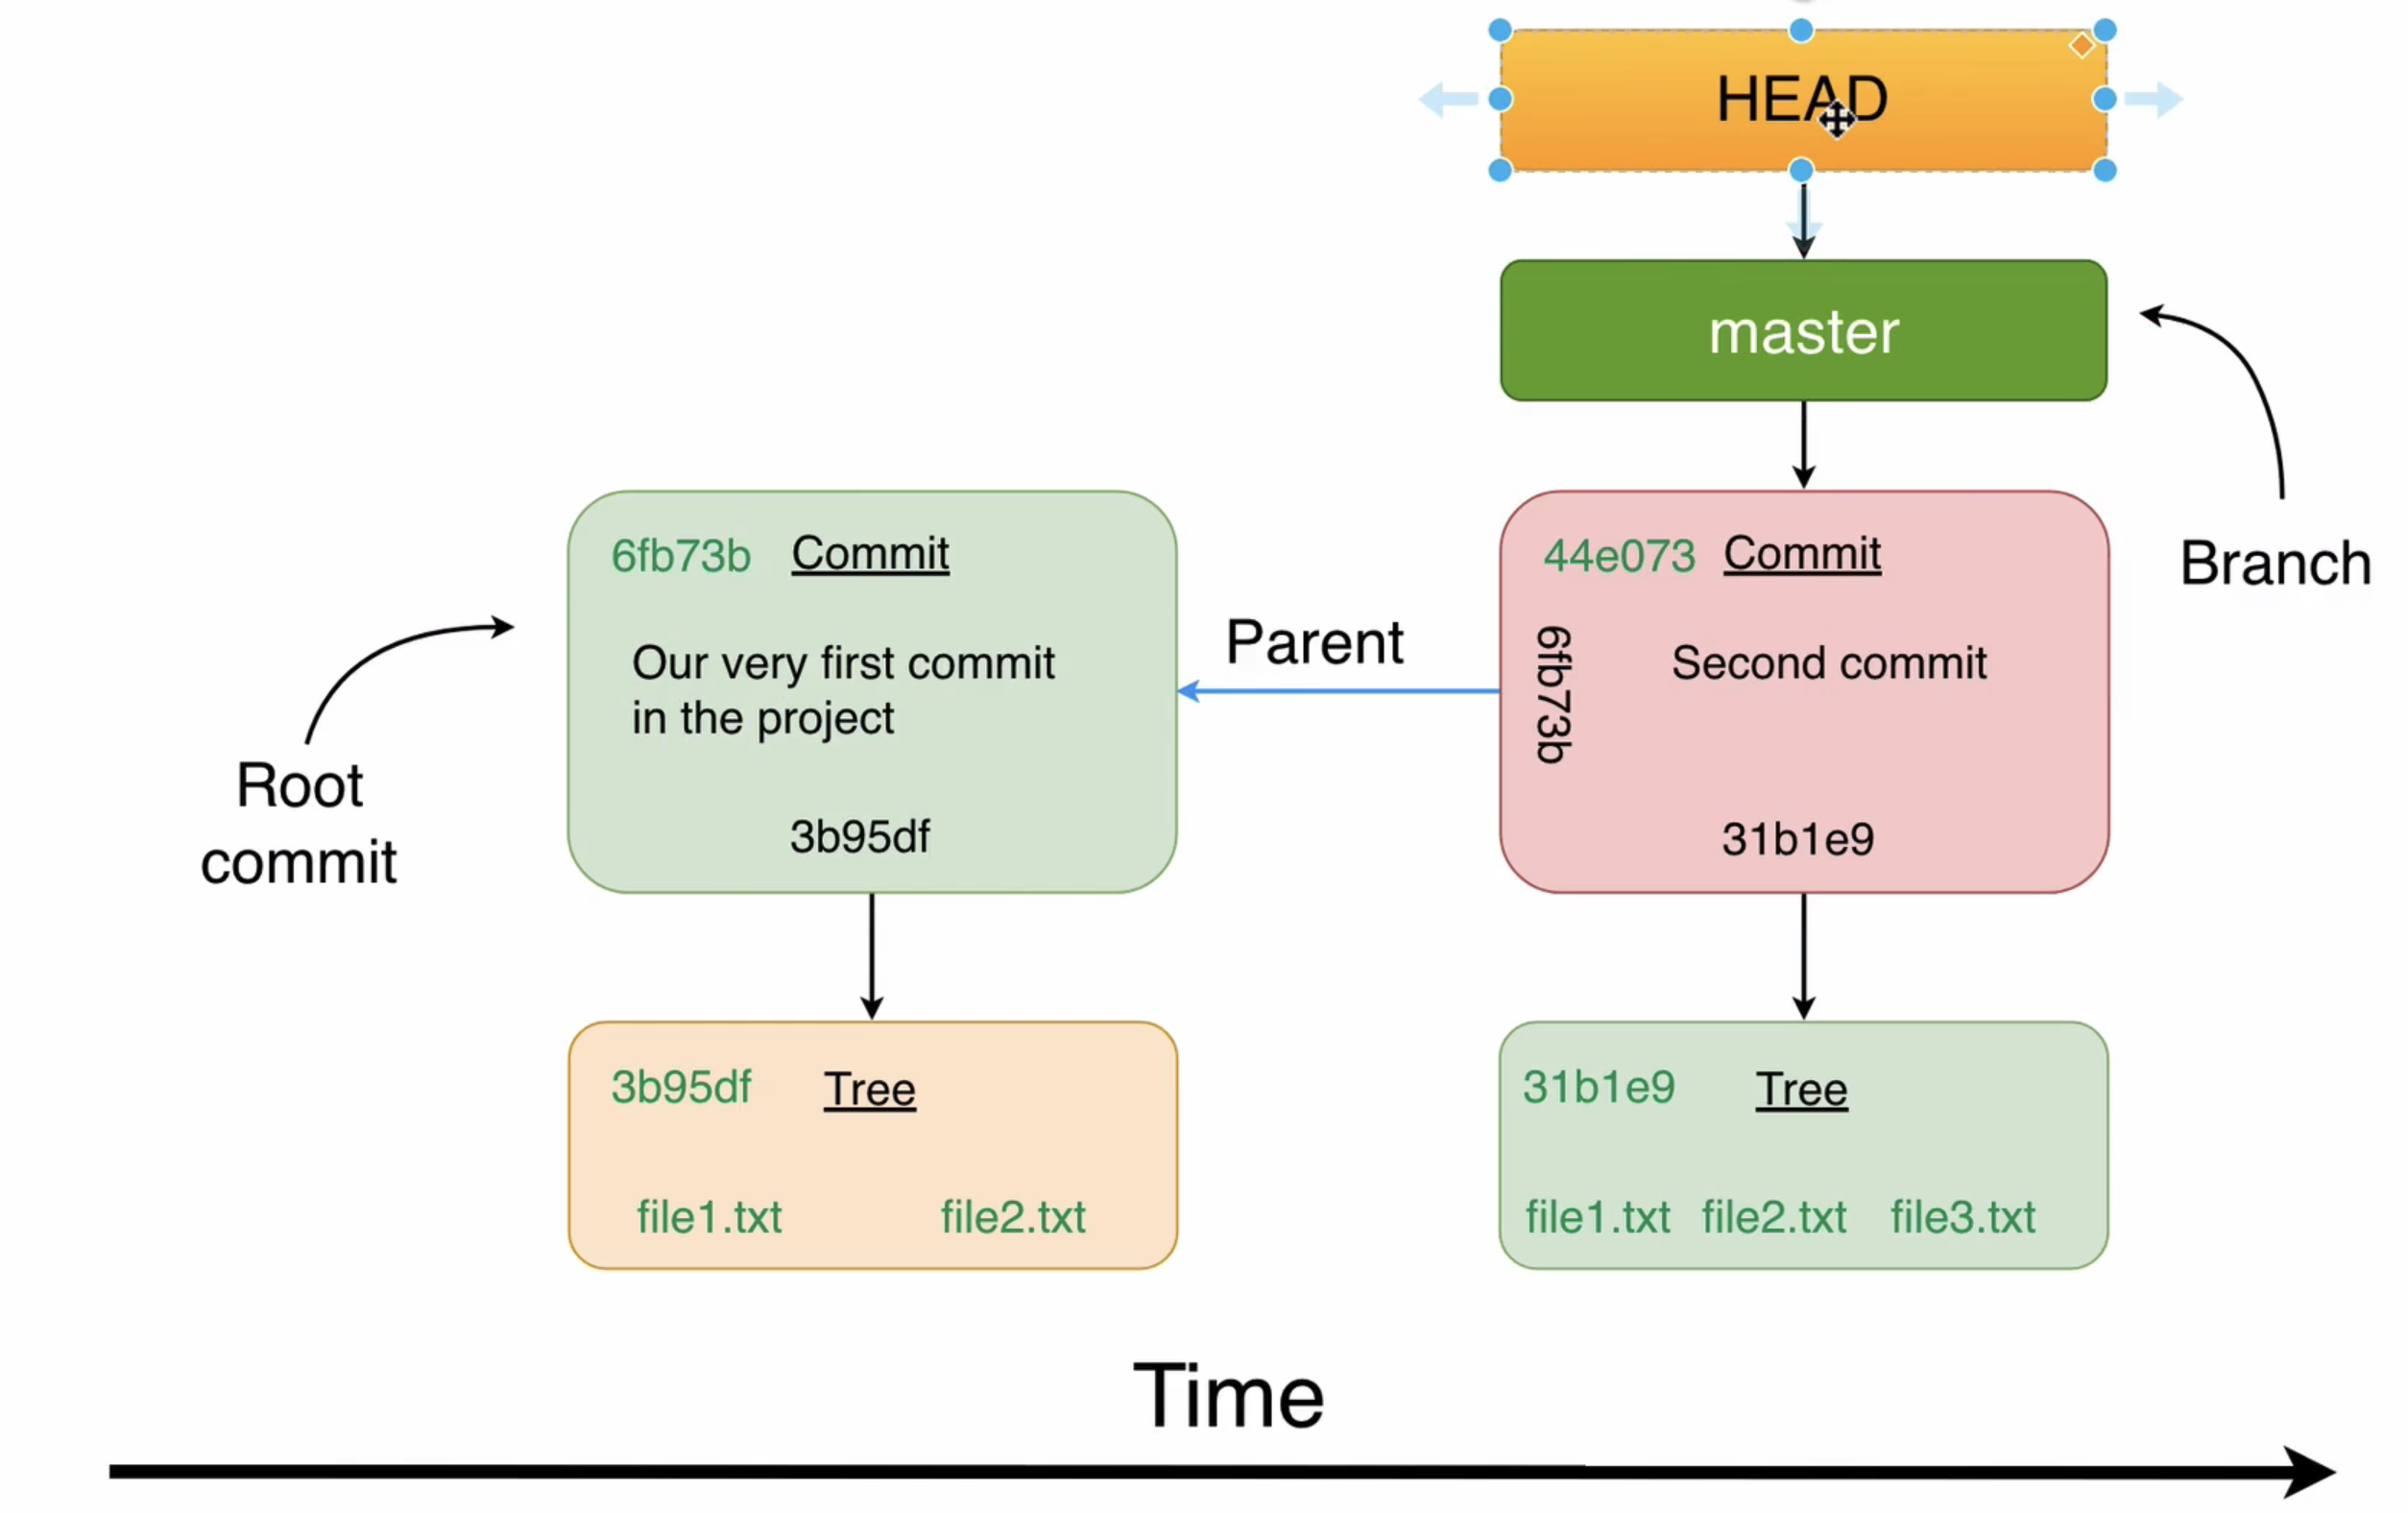 HEAD
master
Branch
6fb73b Commit
Our very first commit
in the project
3b95df
Root
commit
Parent
44e073 Commit
6fb73b
Second commit
31b1e9
3b95df Tree
file1.txt file2.txt
31b1e9 Tree
file1.txt file2.txt file3.txt
Time